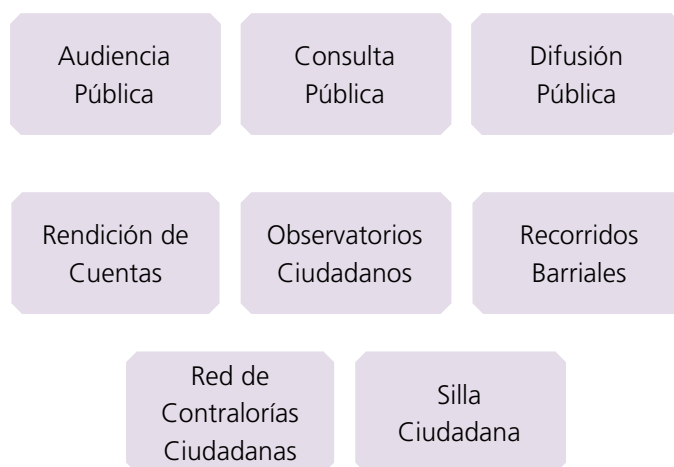 Audiencia
Pública
Consulta
Pública
Difusión
Pública
Rendición de
Cuentas
Observatorios
Ciudadanos
Recorridos
Barriales
Red de
Contralorías
Ciudadanas
Silla
Ciudadana